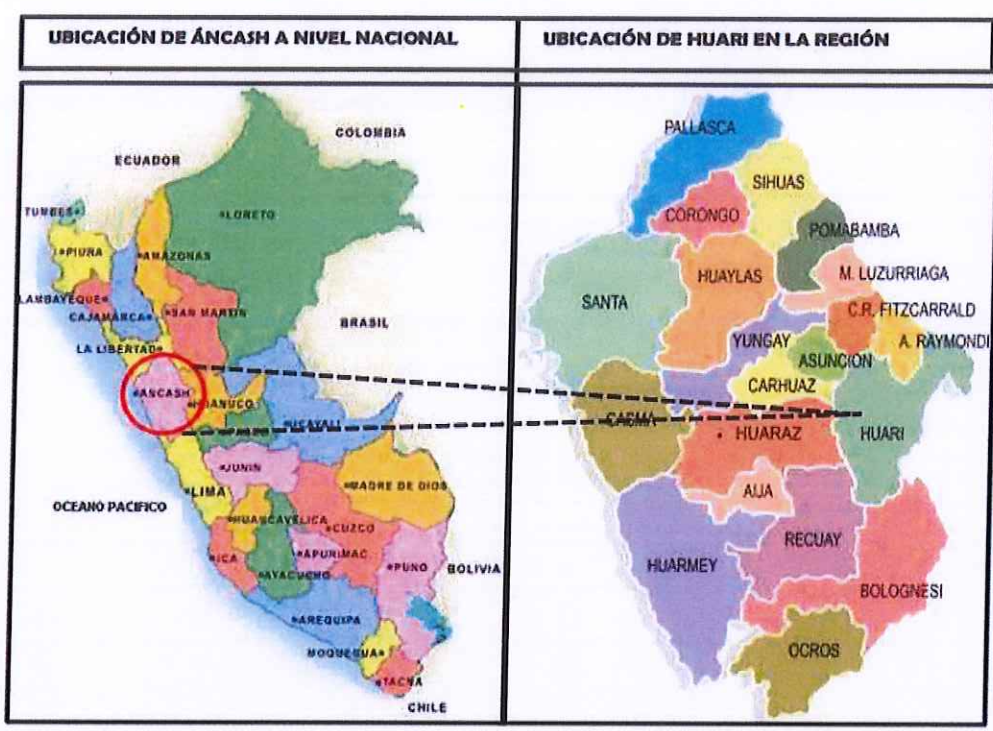 UBICACIÓN DE ÁNCASH A NIVEL NACIONAL
UBICACIÓN DE HUARI EN LA REGIÓN
COLOMBIA
ECUADOR
TUMBES
LORETO
PIURA
AMAZONAS
LAMBAYEQUE
CAJAMARCA
SAN MARTIN
BRASIL
LA LIBERTAD
ANCASH
HUANUCO
UCAYALI
PASCO
JUNIN
LIMA
MADRE DE DIOS
OCEANO PACIFICO
HUANCAVELICA
CUZCO
ICA
APURIMAC
AYACUCHO
PUNO
BOLIVIA
AREQUIPA
MOQUEGUA
TACNA
CHILE
PALLASCA
SIHUAS
CORONGO
POMABAMBA
HUAYLAS
M. LUZURRIAGA
SANTA
C.R. FITZCARRALD
YUNGAY
A. RAYMONDI
ASUNCION
CARHUAZ
CASMA
HUARAZ
HUARI
AIJA
RECUAY
HUARMEY
BOLOGNESI
OCROS